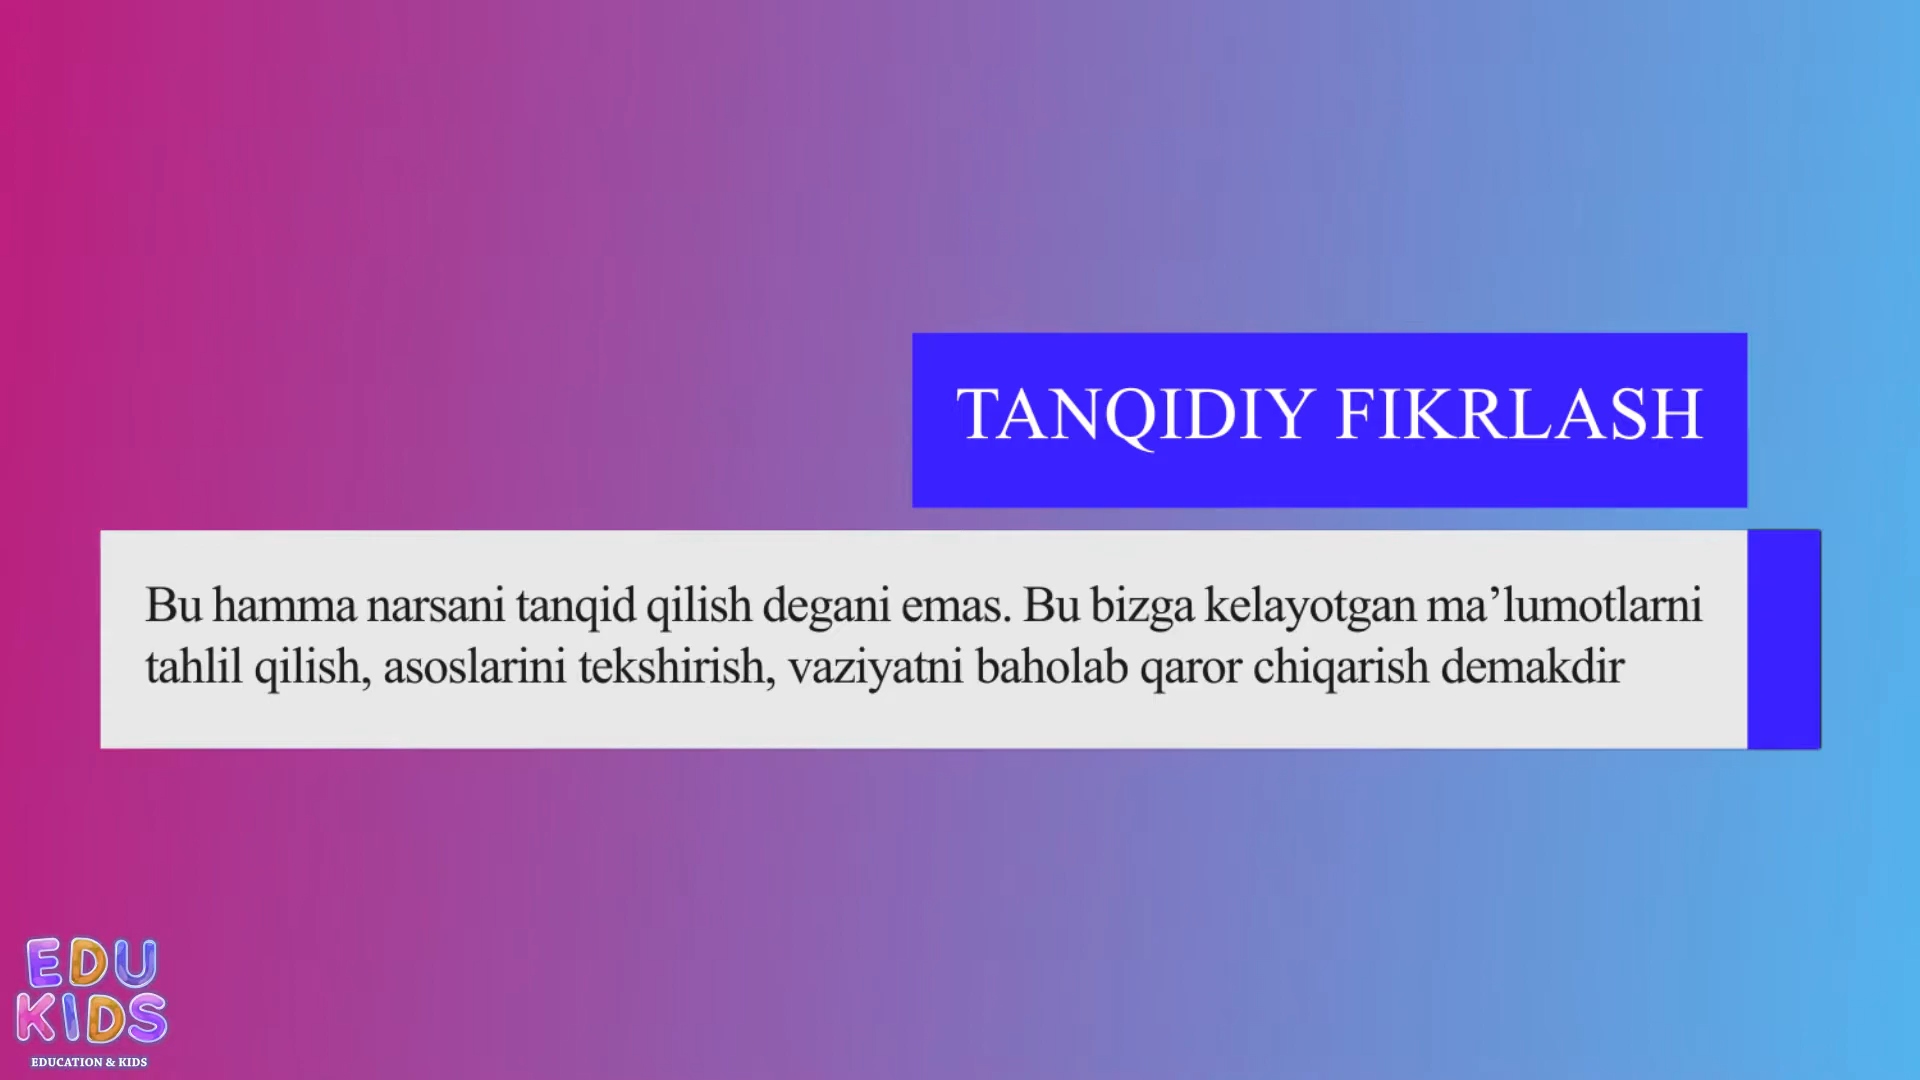 TANQIDIY FIKRLASH
Bu hamma narsani tanqid qilish degani emas. Bu bizga kelayotgan ma’lumotlarni
tahlil qilish, asoslarini tekshirish, vaziyatni baholab qaror chiqarish demakdir
EDU
KIDS
EDUCATION & KIDS